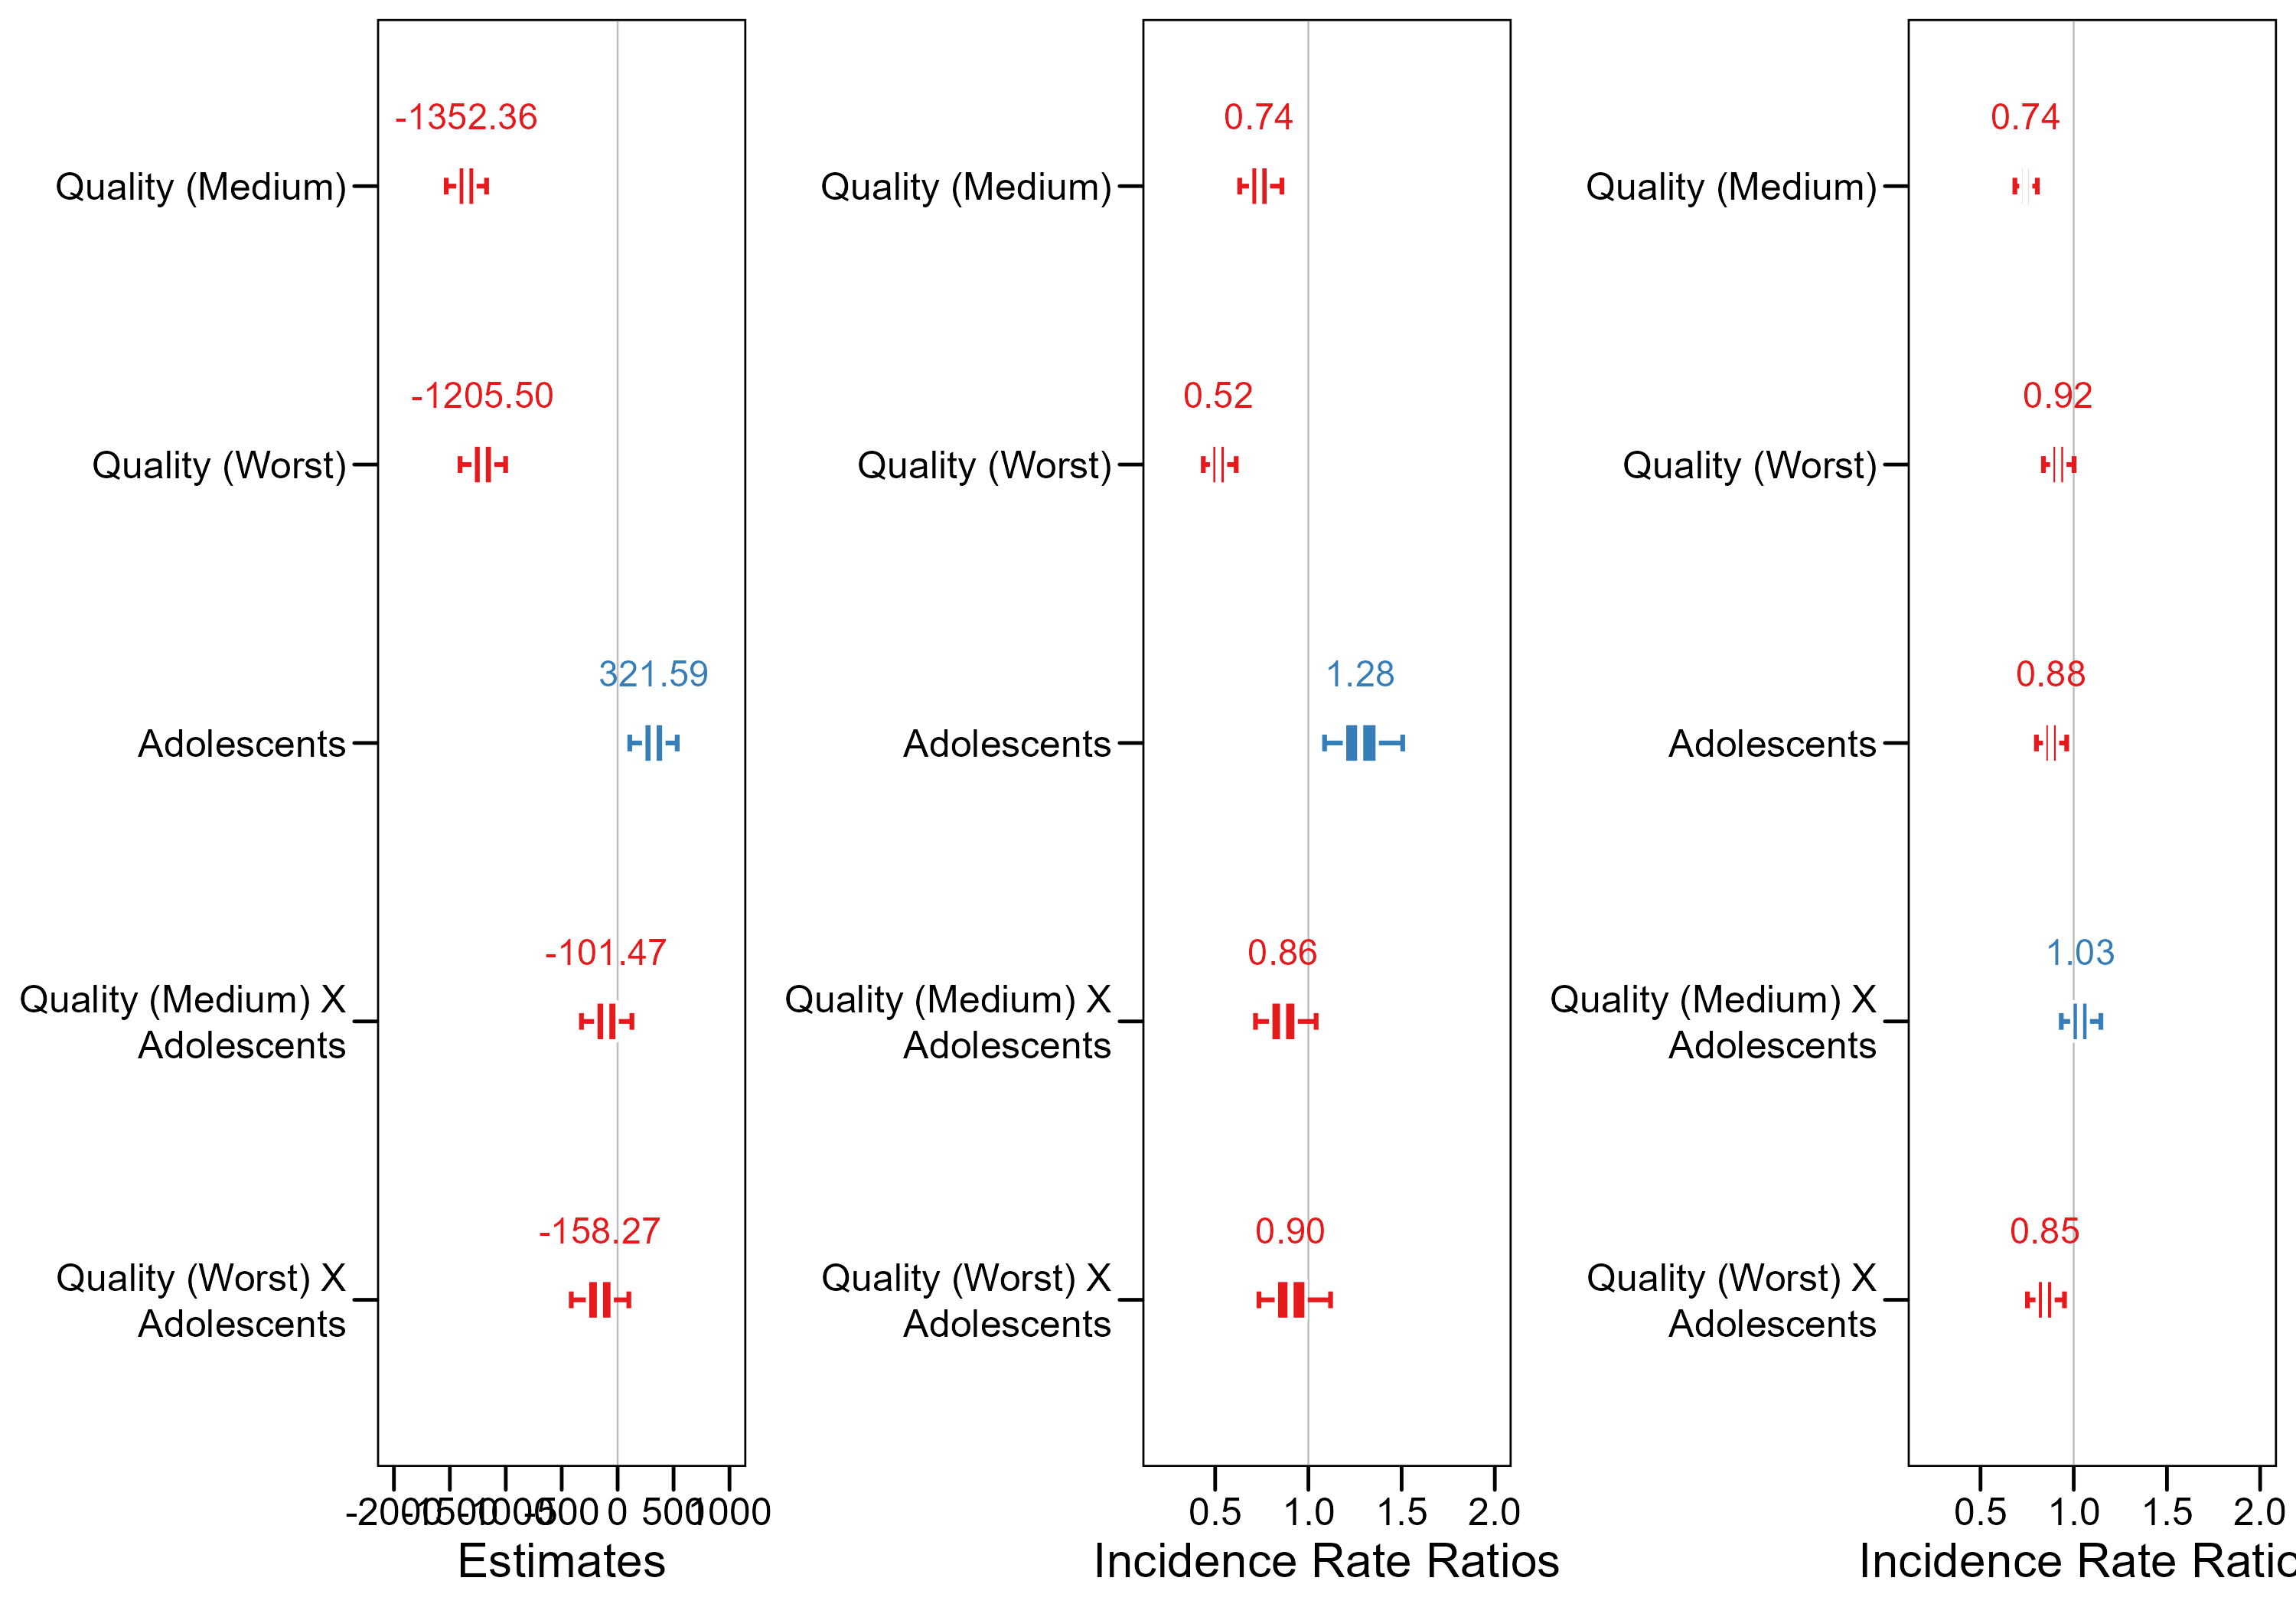 -1352.36
Quality (Medium)
-1205.50
Quality (Worst)
321.59
Adolescents
-101.47
Quality (Medium) X
Adolescents
-158.27
Quality (Worst) X
Adolescents
-2000 -1500 -1000 -500 0 500 1000
Estimates
0.74
Quality (Medium)
0.52
Quality (Worst)
1.28
Adolescents
0.86
Quality (Medium) X
Adolescents
0.90
Quality (Worst) X
Adolescents
0.5 1.0 1.5 2.0
Incidence Rate Ratios
0.74
Quality (Medium)
0.92
Quality (Worst)
0.88
Adolescents
1.03
Quality (Medium) X
Adolescents
0.85
Quality (Worst) X
Adolescents
0.5 1.0 1.5 2.0
Incidence Rate Ratio